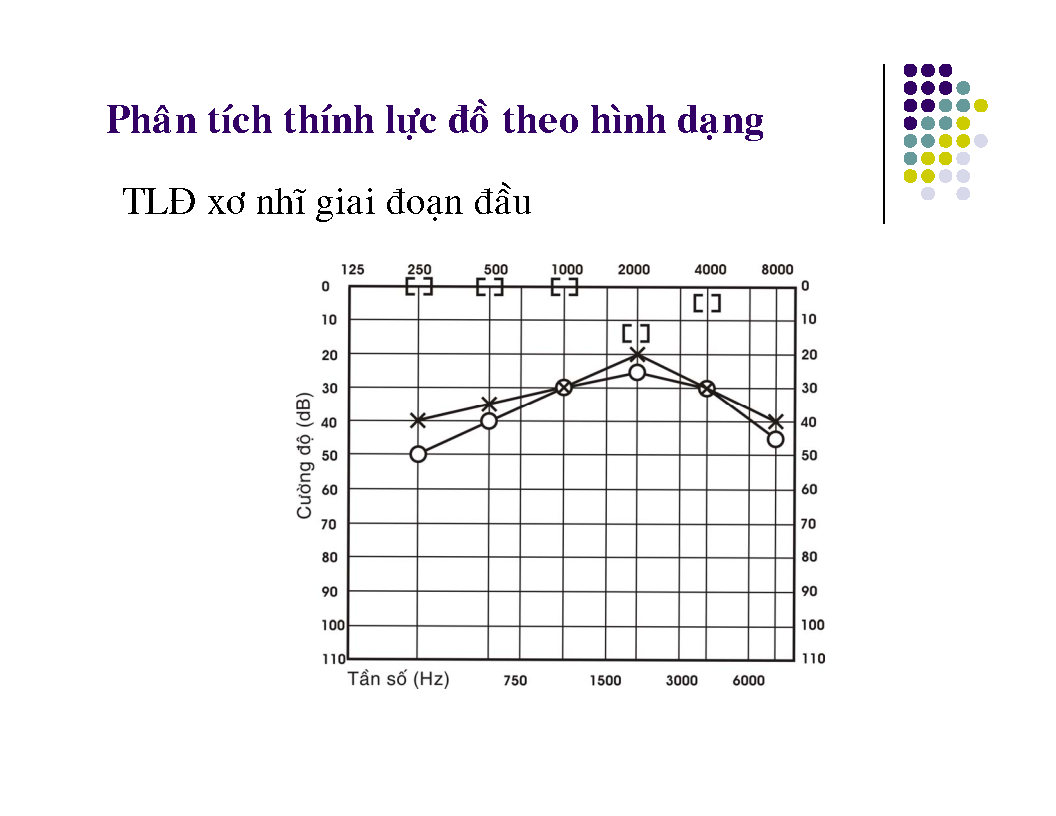 Phân tích thính lực đồ theo hình dạng
TLĐ xơ nhĩ giai đoạn đầu
125 250 500 1000 2000 4000 8000
0 0
10 10
20 20
30 30
40 40
50 50
60 60
70 70
80 80
90 90
100 100
110 110
Cường độ (dB)
Tần số (Hz) 750 1500 3000 6000